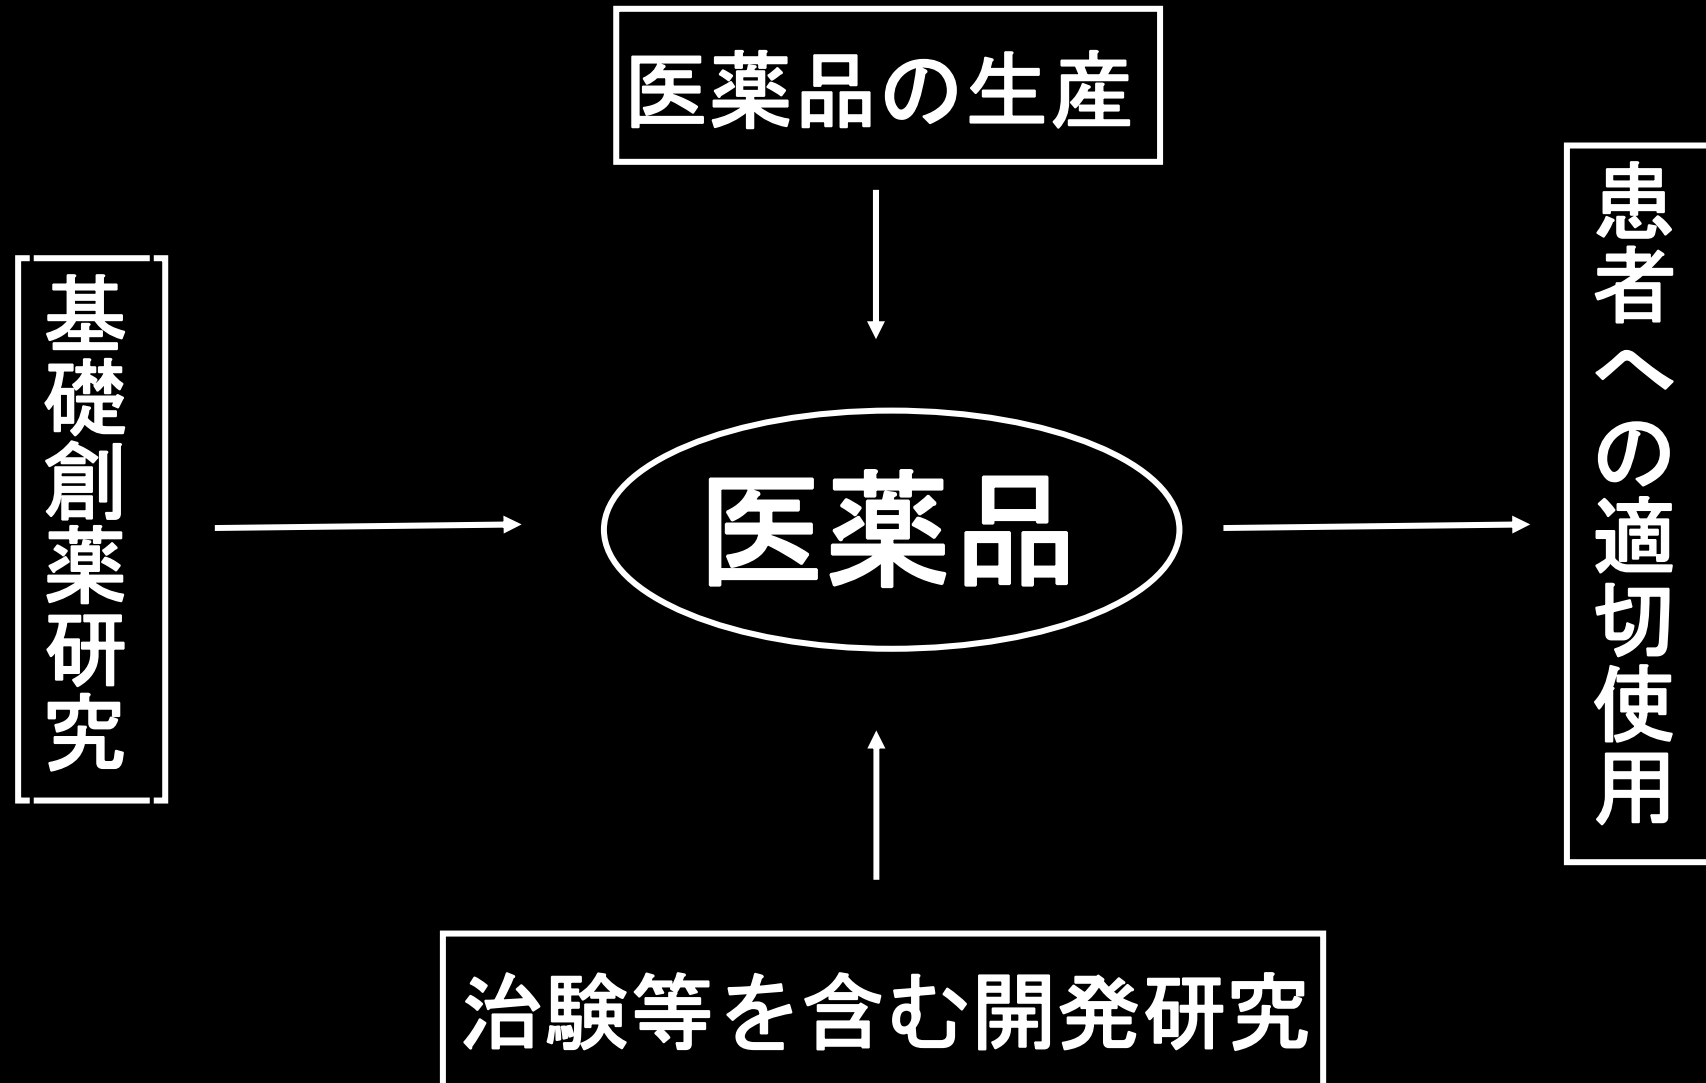 医薬品の生産
基礎創薬研究
医薬品
患者への適切使用
治験等を含む開発研究